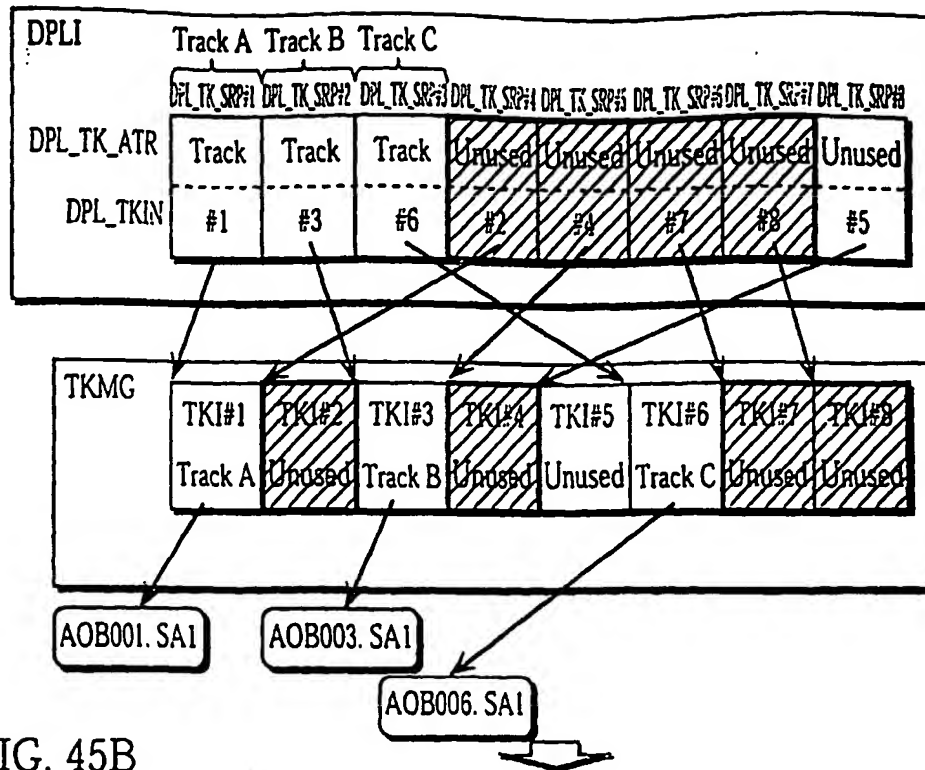 DPLI
Track A Track B Track C
DPL_TK_SRP#1 DPL_TK_SRP#2 DPL_TK_SRP#3 DPL_TK_SRP#4 DPL_TK_SRP#5 DPL_TK_SRP#6 DPL_TK_SRP#7 DPL_TK_SRP#8
DPL_TK_ATR Track Track Track Unused Unused Unused Unused Unused
DPL_TKIN #1 #3 #6 #2 #4 #7 #8 #5
TKMG
TKI#1 TKI#2 TKI#3 TKI#4 TKI#5 TKI#6 TKI#7 TKI#8
Track A Unused Track B Unused Unused Track C Unused Unused
AOB001. SA1 AOB003. SA1
AOB006. SA1
IG. 45B